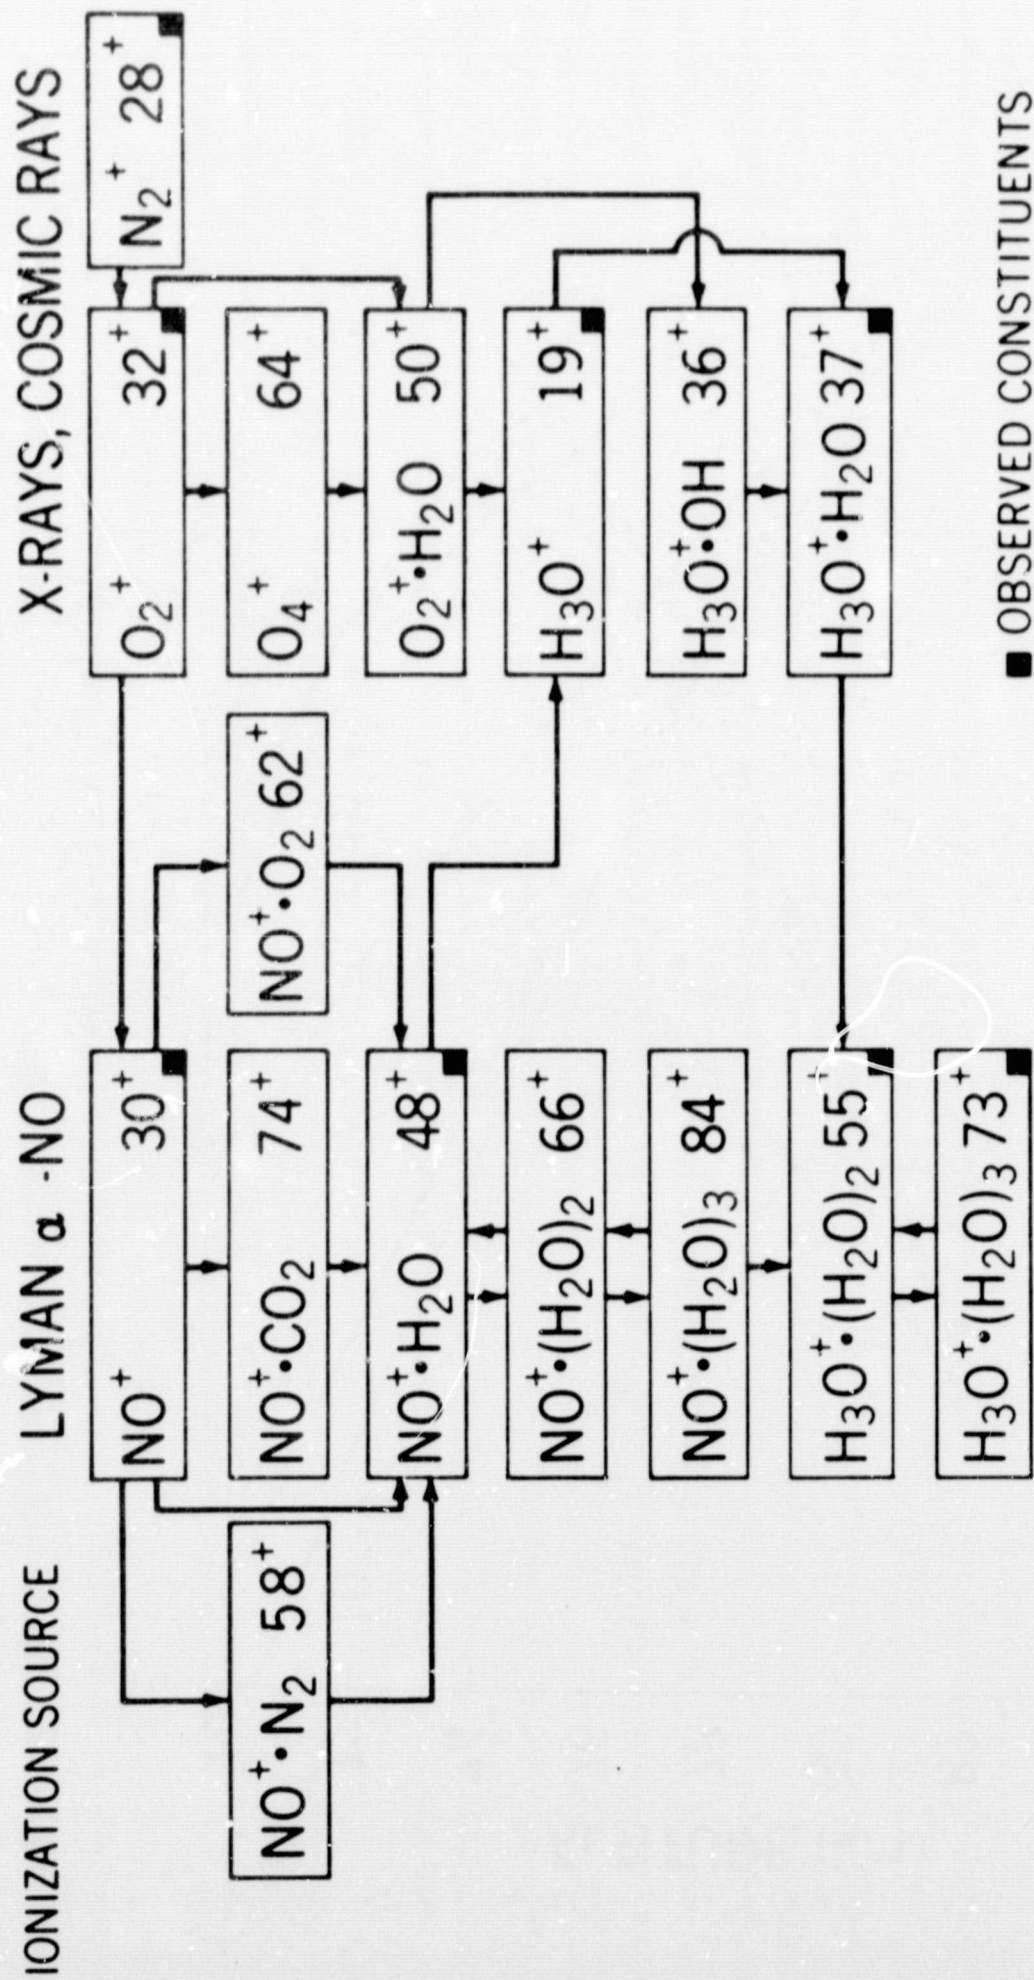 IONIZATION SOURCE LYMAN α -NO X-RAYS, COSMIC RAYS
NO⁺ 30⁺
O₂⁺ 32⁺
N₂⁺ 28⁺
NO⁺·N₂ 58⁺
NO⁺·CO₂ 74⁺
NO⁺·O₂ 62⁺
O₄⁺ 64⁺
NO⁺·H₂O 48⁺
O₂⁺·H₂O 50⁺
NO⁺·(H₂O)₂ 66⁺
H₃O⁺ 19⁺
NO⁺·(H₂O)₃ 84⁺
H₃O⁺·OH 36⁺
H₃O⁺·(H₂O)₂ 55⁺
H₃O⁺·H₂O 37⁺
H₃O⁺·(H₂O)₃ 73⁺
■ OBSERVED CONSTITUENTS